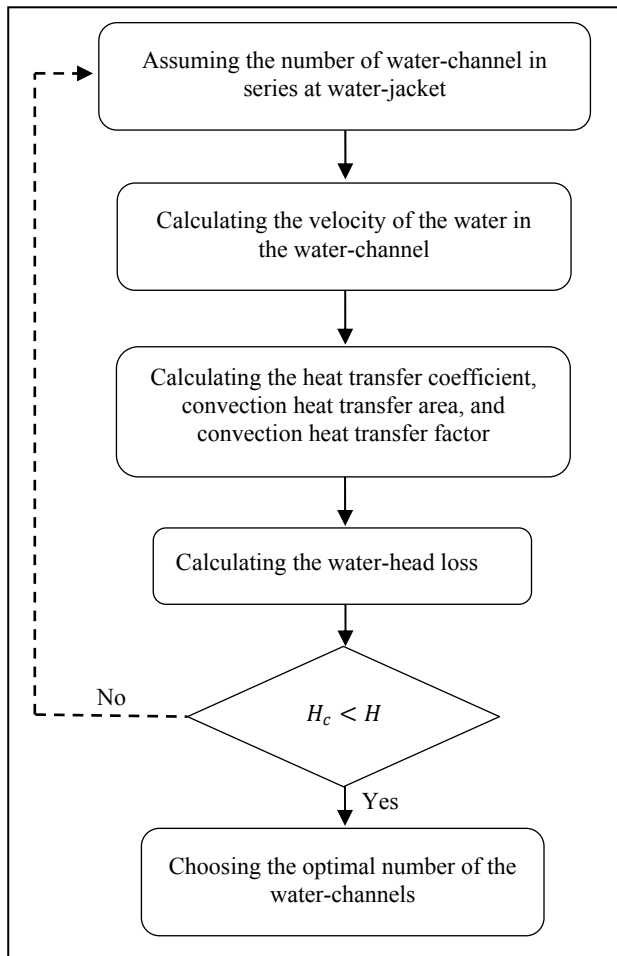 Assuming the number of water-channel in
series at water-jacket
Calculating the velocity of the water in
the water-channel
Calculating the heat transfer coefficient,
convection heat transfer area, and
convection heat transfer factor
Calculating the water-head loss
No
H_c < H
Yes
Choosing the optimal number of the
water-channels